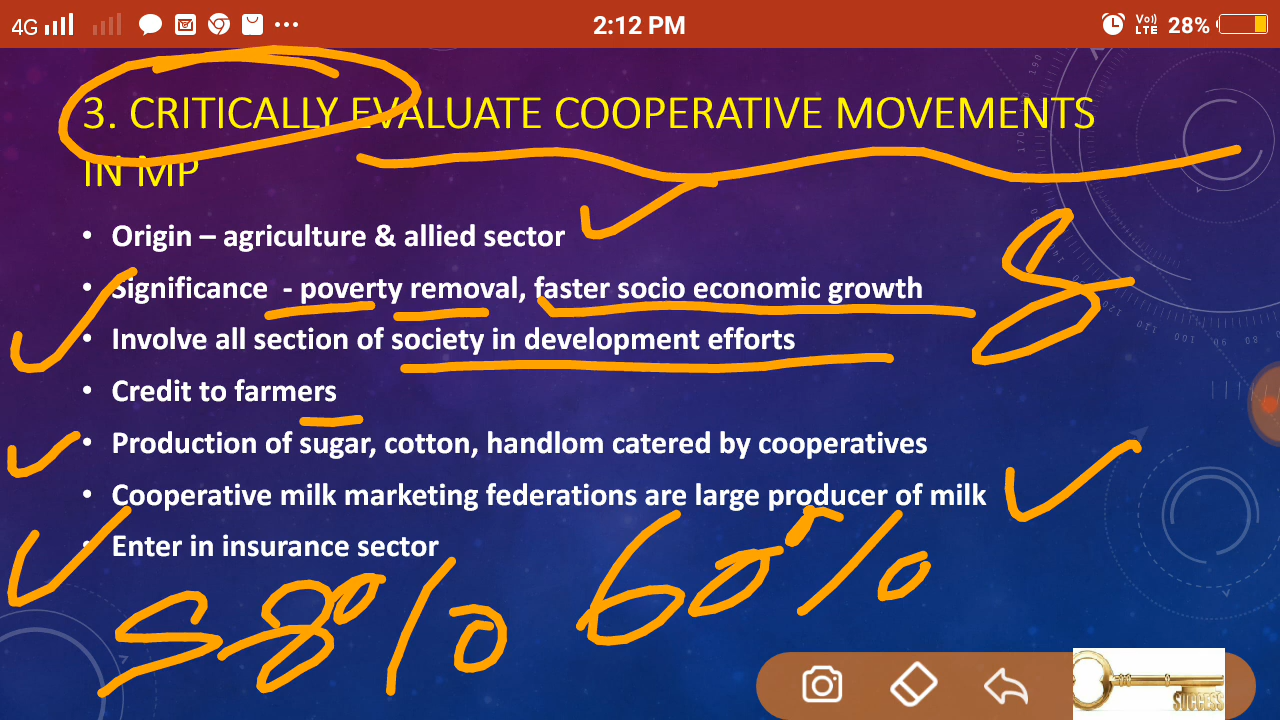 4G 2:12 PM Vo)) LTE 28%
3. CRITICALLY EVALUATE COOPERATIVE MOVEMENTS
IN MP
• Origin – agriculture & allied sector
• Significance - poverty removal, faster socio economic growth
8
• Involve all section of society in development efforts
• Credit to farmers
• Production of sugar, cotton, handlom catered by cooperatives
• Cooperative milk marketing federations are large producer of milk
• Enter in insurance sector
58% 60%
SUCCESS